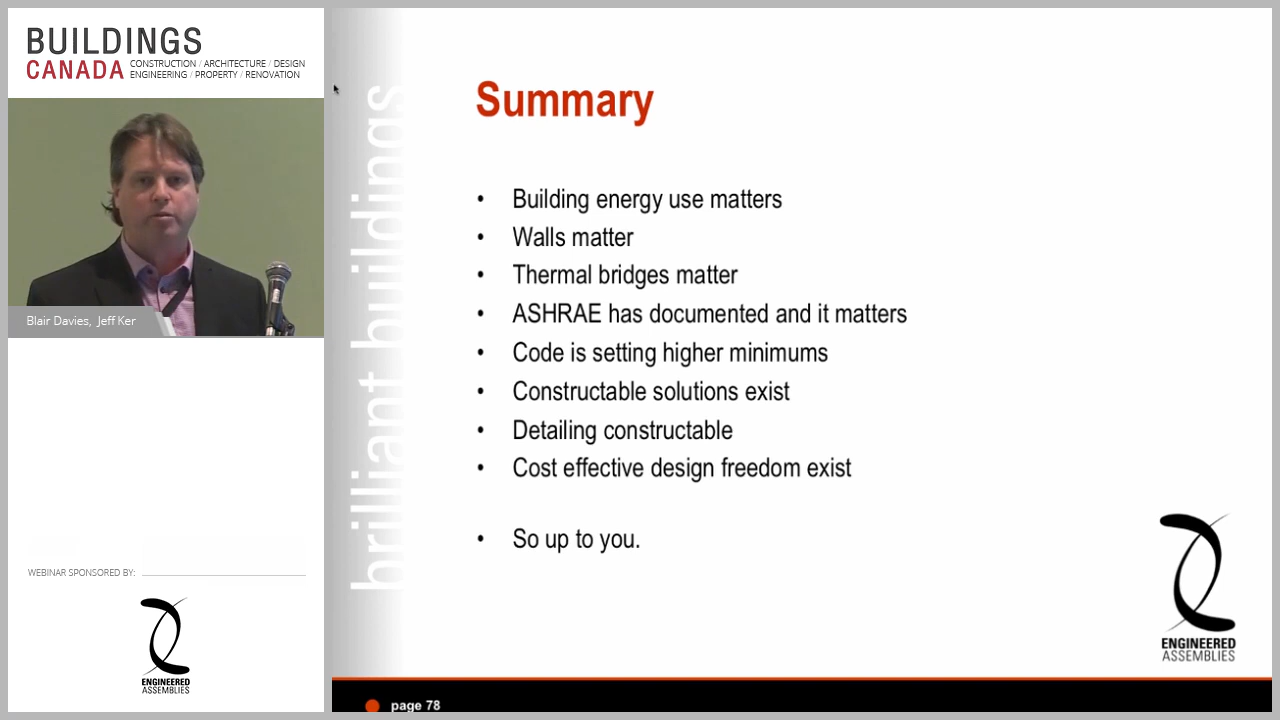 BUILDINGS
CANADA
CONSTRUCTION / ARCHITECTURE / DESIGN
ENGINEERING / PROPERTY / RENOVATION
Blair Davies, Jeff Ker
WEBINAR SPONSORED BY:
ENGINEERED
ASSEMBLIES
brilliant buildings
Summary
• Building energy use matters
• Walls matter
• Thermal bridges matter
• ASHRAE has documented and it matters
• Code is setting higher minimums
• Constructable solutions exist
• Detailing constructable
• Cost effective design freedom exist
• So up to you.
ENGINEERED
ASSEMBLIES
page 78